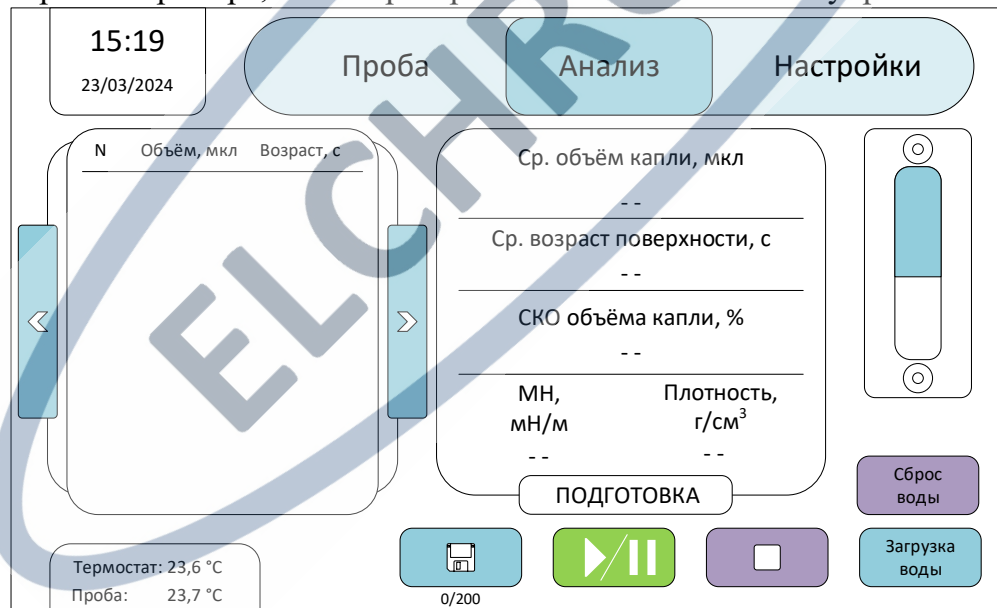 15:19
23/03/2024
Проба
Анализ
Настройки
N Объём, мкл Возраст, с
Ср. объём капли, мкл
- -
Ср. возраст поверхности, с
- -
СКО объёма капли, %
- -
МН,
мН/м
- -
Плотность,
г/см³
- -
ПОДГОТОВКА
Сброс
воды
Загрузка
воды
0/200
Термостат: 23,6 °C
Проба: 23,7 °C
ELCHRO